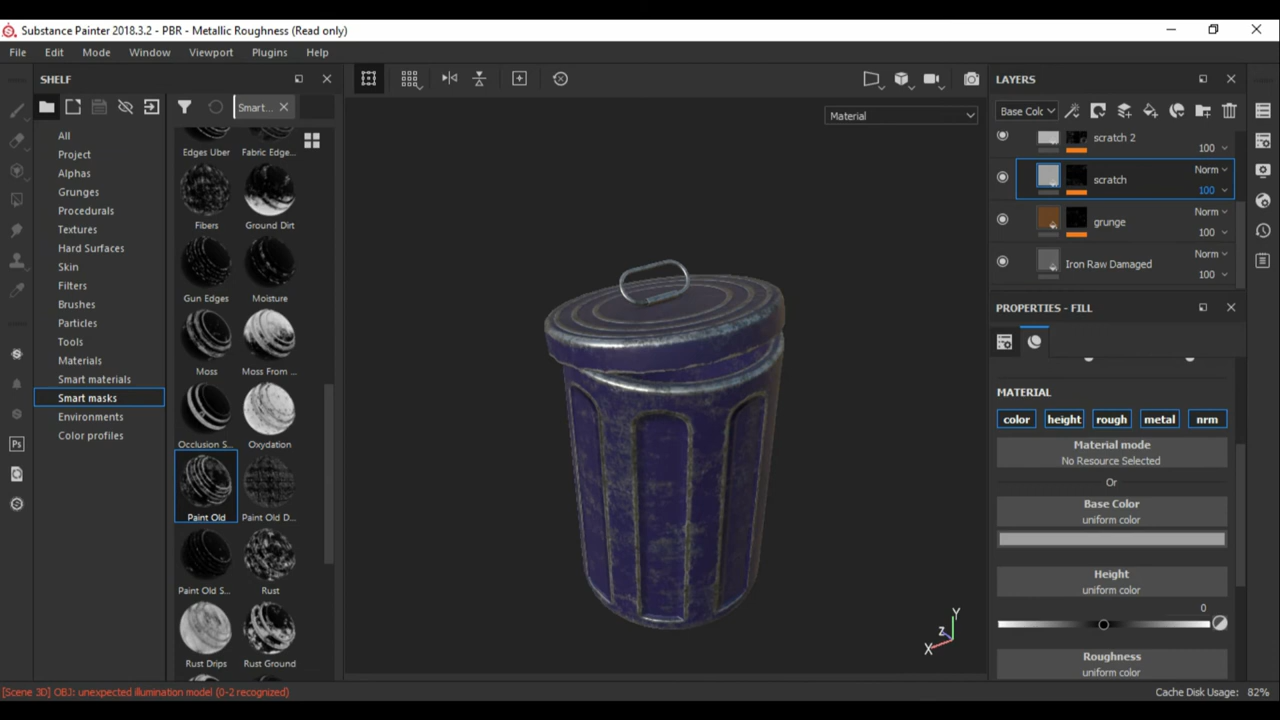 Substance Painter 2018.3.2 - PBR - Metallic Roughness (Read only)
File Edit Mode Window Viewport Plugins Help
SHELF
Smart...
All
Project
Alphas
Grunges
Procedurals
Textures
Hard Surfaces
Skin
Filters
Brushes
Particles
Tools
Materials
Smart materials
Smart masks
Environments
Color profiles
Edges Uber Fabric Edge...
Fibers Ground Dirt
Gun Edges Moisture
Moss Moss From ...
Occlusion S... Oxydation
Paint Old Paint Old D...
Paint Old S... Rust
Rust Drips Rust Ground
Material
Y
Z
X
LAYERS
Base Colo
scratch 2
100
Norm
scratch
100
Norm
grunge
100
Norm
Iron Raw Damaged
100
PROPERTIES - FILL
MATERIAL
color height rough metal nrm
Material mode
No Resource Selected
Or
Base Color
uniform color
Height
uniform color
0
Roughness
uniform color
Ps
[Scene 3D] OBJ: unexpected illumination model (0-2 recognized)
Cache Disk Usage: 82%